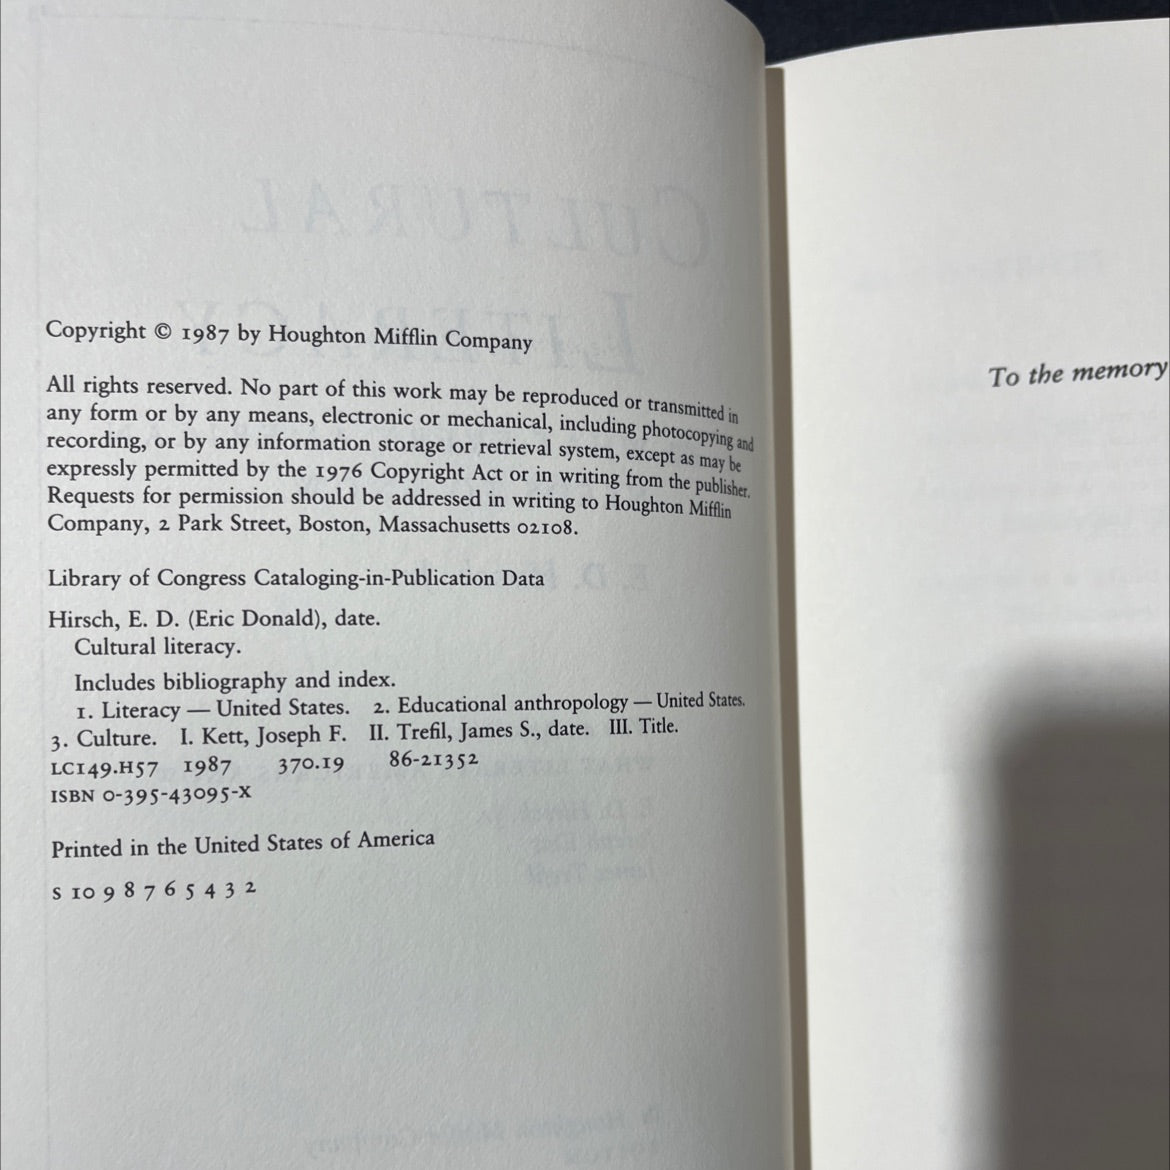 Copyright © 1987 by Houghton Mifflin Company
All rights reserved. No part of this work may be reproduced or transmitted in
any form or by any means, electronic or mechanical, including photocopying and
recording, or by any information storage or retrieval system, except as may be
expressly permitted by the 1976 Copyright Act or in writing from the publisher.
Requests for permission should be addressed in writing to Houghton Mifflin
Company, 2 Park Street, Boston, Massachusetts 02108.
Library of Congress Cataloging-in-Publication Data
Hirsch, E. D. (Eric Donald), date.
Cultural literacy.
Includes bibliography and index.
1. Literacy — United States. 2. Educational anthropology — United States.
3. Culture. I. Kett, Joseph F. II. Trefil, James S., date. III. Title.
LC149.H57 1987 370.19 86-21352
ISBN 0-395-43095-X
Printed in the United States of America
S 10 9 8 7 6 5 4 3 2
To the memory
CULTURAL
LITERACY